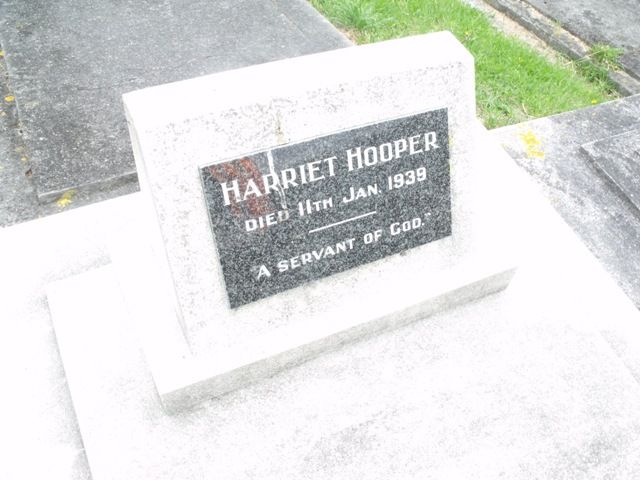 HARRIET HOOPER
DIED 11TH JAN. 1939
"A SERVANT OF GOD."